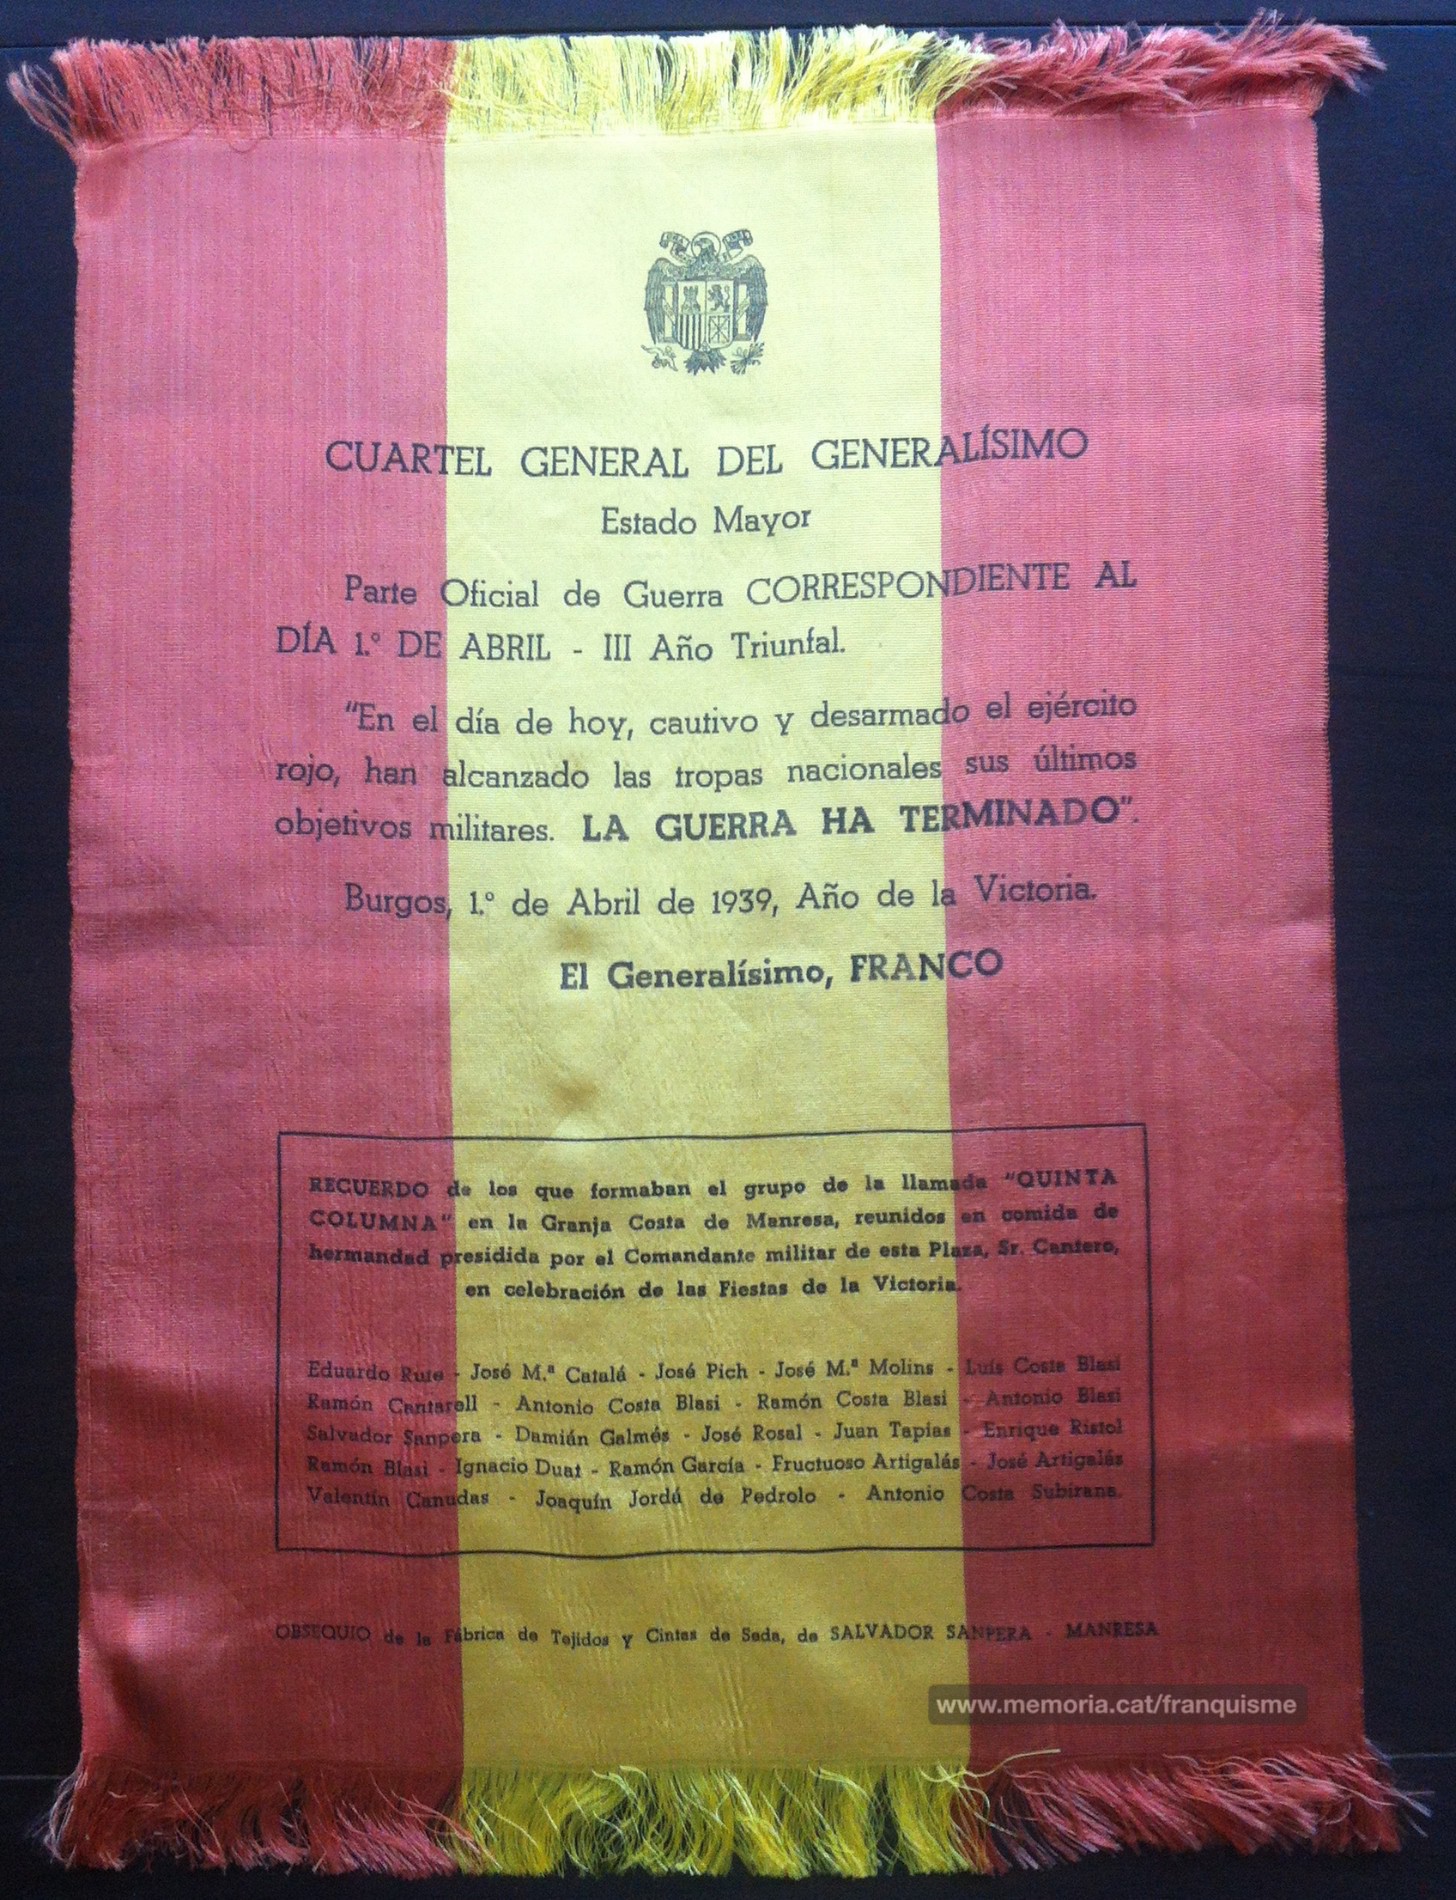 CUARTEL GENERAL DEL GENERALÍSIMO
Estado Mayor
Parte Oficial de Guerra CORRESPONDIENTE AL
DÍA 1.º DE ABRIL - III Año Triunfal.
"En el día de hoy, cautivo y desarmado el ejército
rojo, han alcanzado las tropas nacionales sus últimos
objetivos militares. LA GUERRA HA TERMINADO".
Burgos, 1.º de Abril de 1939, Año de la Victoria.
El Generalísimo, FRANCO
RECUERDO de los que formaban el grupo de la llamada "QUINTA
COLUMNA" en la Granja Costa de Manresa, reunidos en comida de
hermandad presidida por el Comandante militar de esta Plaza, Sr. Cantero,
en celebración de las Fiestas de la Victoria.
Eduardo Rute - José M.ª Catalá - José Pich - José M.ª Molins - Luís Costa Blasi
Ramón Cantarell - Antonio Costa Blasi - Ramón Costa Blasi - Antonio Blasi
Salvador Sanpera - Damián Galmés - José Rosal - Juan Tapias - Enrique Ristol
Ramón Blasi - Ignacio Duat - Ramón García - Fructuoso Artigalás - José Artigalás
Valentín Canudas - Joaquín Jordá de Pedrolo - Antonio Costa Subirana.
OBSEQUIO de la Fábrica de Tejidos y Cintas de Seda, de SALVADOR SANPERA - MANRESA
www.memoria.cat/franquisme